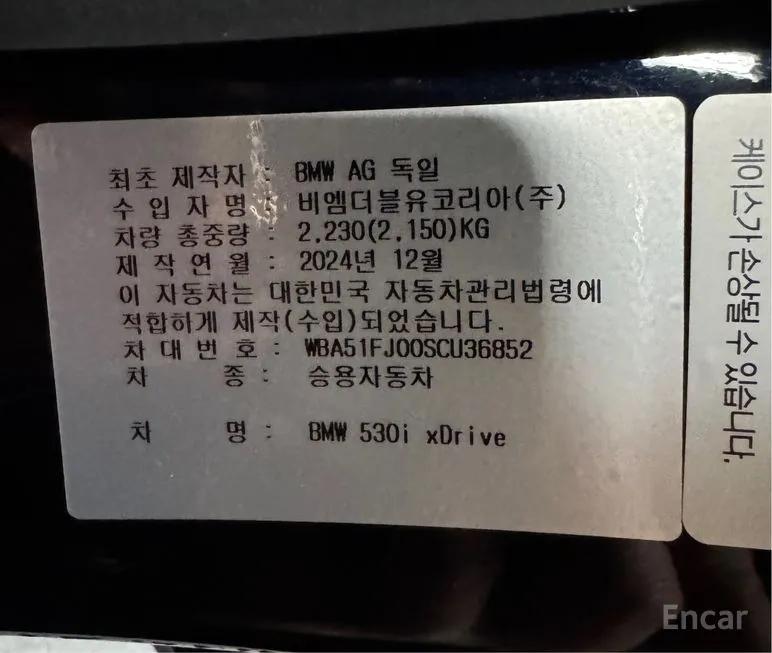 최초 제작자 : BMW AG 독일
수 입 자 명 : 비엠더블유코리아(주)
차량 총중량 : 2,230(2,150)KG
제 작 연 월 : 2024년 12월
이 자동차는 대한민국 자동차관리법령에
적합하게 제작(수입)되었습니다.
차 대 번 호 : WBA51FJ00SCU36852
차 종 : 승용자동차
차 명 : BMW 530i xDrive
케이스가 손상될 수 있습니다.
Encar